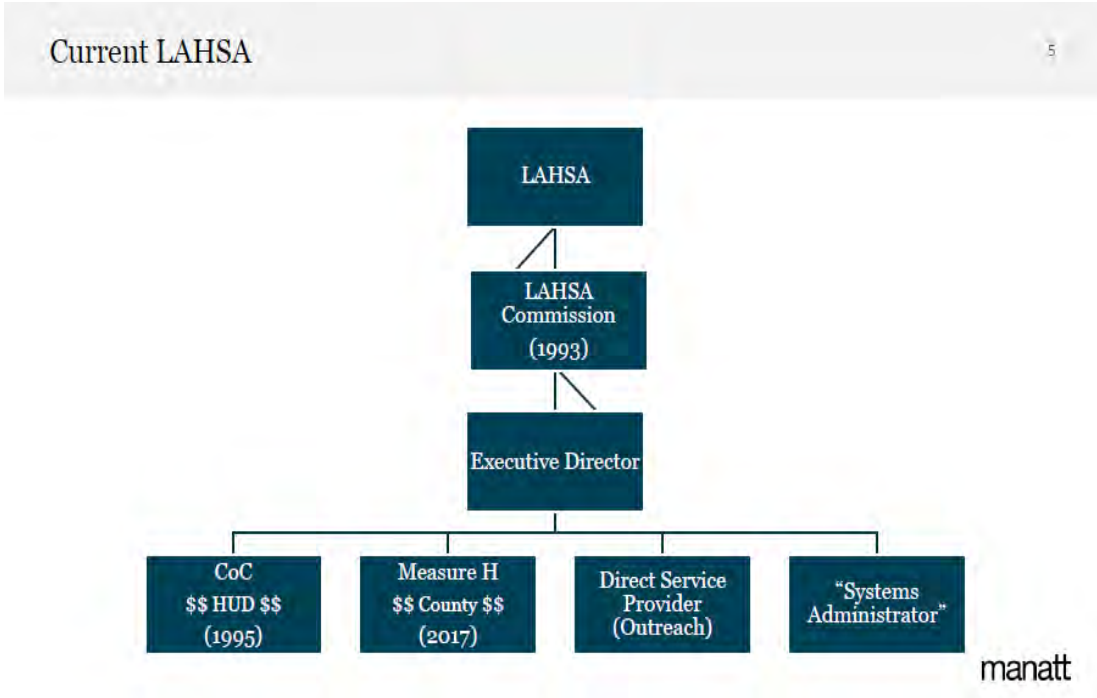 Current LAHSA
5
LAHSA
LAHSA
Commission
(1993)
Executive Director
CoC
$$ HUD $$
(1995)
Measure H
$$ County $$
(2017)
Direct Service
Provider
(Outreach)
“Systems
Administrator”
manatt